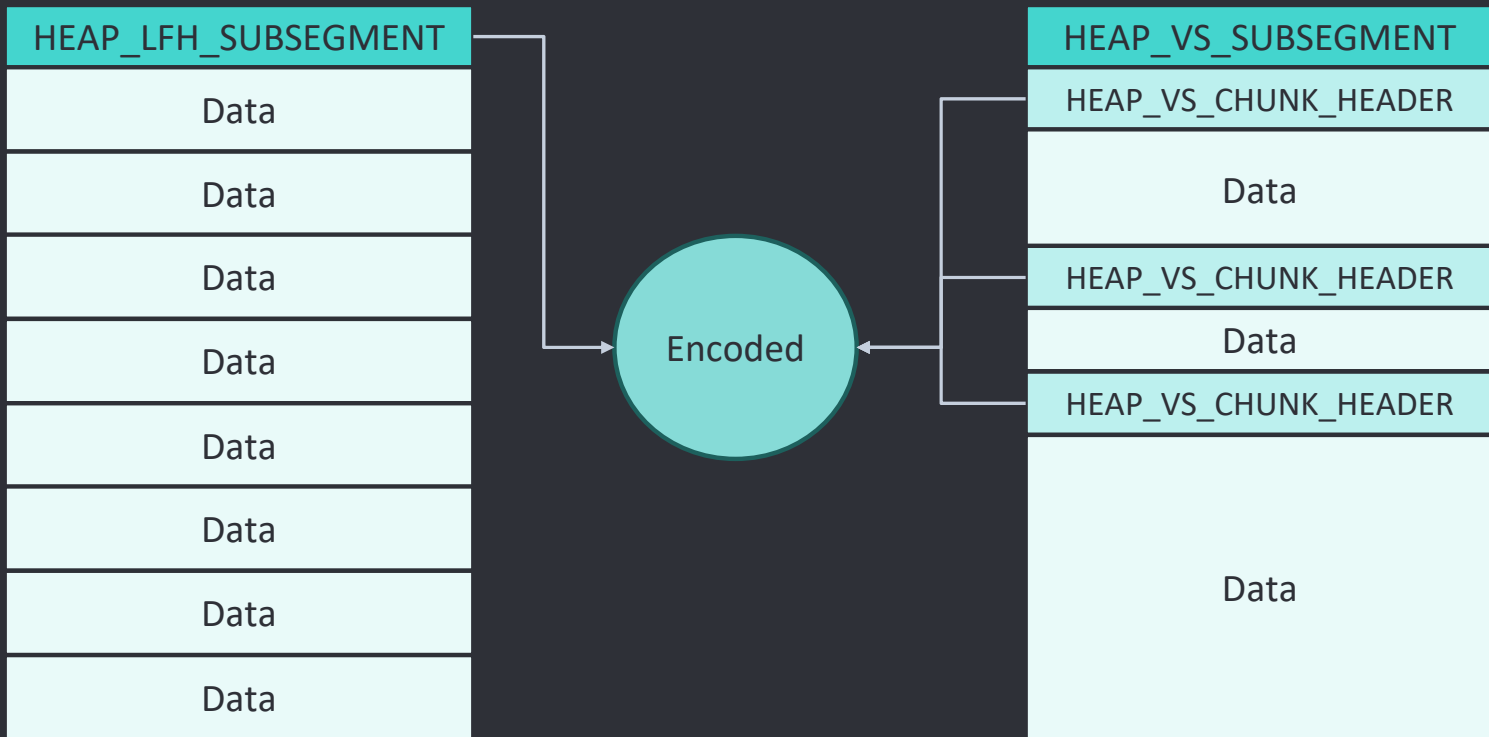 HEAP_LFH_SUBSEGMENT
Data
Data
Data
Data
Data
Data
Data
Data
Encoded
HEAP_VS_SUBSEGMENT
HEAP_VS_CHUNK_HEADER
Data
HEAP_VS_CHUNK_HEADER
Data
HEAP_VS_CHUNK_HEADER
Data